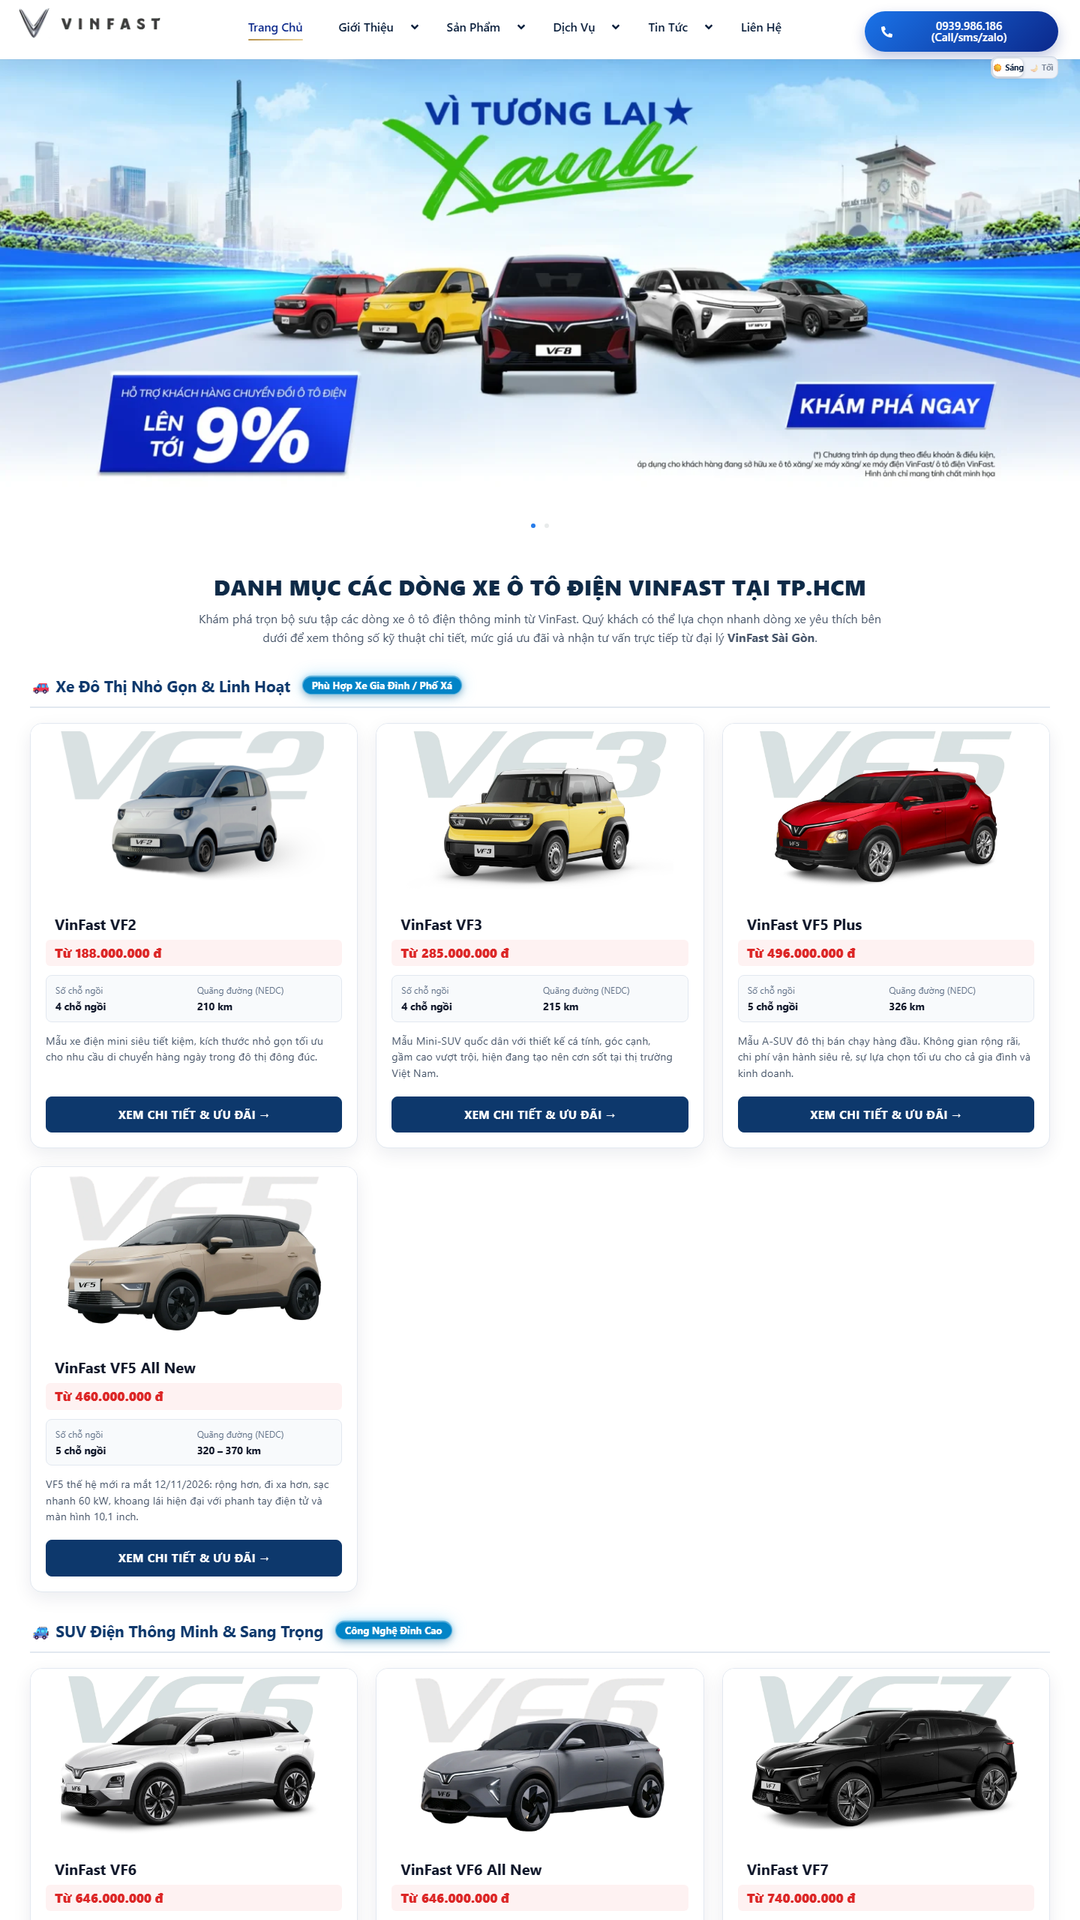 VINFAST
Trang Chủ
Giới Thiệu
Sản Phẩm
Dịch Vụ
Tin Tức
Liên Hệ
0939.986.186
(Call/sms/zalo)
Sáng
Tối
VÌ TƯƠNG LAI
Xanh
VF 2
VF8
VF MPV 7
HỖ TRỢ KHÁCH HÀNG CHUYỂN ĐỔI Ô TÔ ĐIỆN
LÊN TỚI 9%
KHÁM PHÁ NGAY
(*) Chương trình áp dụng theo điều khoản & điều kiện,
áp dụng cho khách hàng đang sở hữu xe ô tô xăng/ xe máy xăng/ xe máy điện VinFast/ ô tô điện VinFast.
Hình ảnh chỉ mang tính chất minh họa
DANH MỤC CÁC DÒNG XE Ô TÔ ĐIỆN VINFAST TẠI TP.HCM
Khám phá trọn bộ sưu tập các dòng xe ô tô điện thông minh từ VinFast. Quý khách có thể lựa chọn nhanh dòng xe yêu thích bên
dưới để xem thông số kỹ thuật chi tiết, mức giá ưu đãi và nhận tư vấn trực tiếp từ đại lý VinFast Sài Gòn.
Xe Đô Thị Nhỏ Gọn & Linh Hoạt
Phù Hợp Xe Gia Đình / Phố Xá
VF2
VF 2
VinFast VF2
Từ 188.000.000 đ
Số chỗ ngồi
Quãng đường (NEDC)
4 chỗ ngồi
210 km
Mẫu xe điện mini siêu tiết kiệm, kích thước nhỏ gọn tối ưu
cho nhu cầu di chuyển hàng ngày trong đô thị đông đúc.
XEM CHI TIẾT & ƯU ĐÃI →
VF3
VF 3
VinFast VF3
Từ 285.000.000 đ
Số chỗ ngồi
Quãng đường (NEDC)
4 chỗ ngồi
215 km
Mẫu Mini-SUV quốc dân với thiết kế cá tính, góc cạnh,
gầm cao vượt trội, hiện đang tạo nên cơn sốt tại thị trường
Việt Nam.
XEM CHI TIẾT & ƯU ĐÃI →
VF5
VF5
VinFast VF5 Plus
Từ 496.000.000 đ
Số chỗ ngồi
Quãng đường (NEDC)
5 chỗ ngồi
326 km
Mẫu A-SUV đô thị bán chạy hàng đầu. Không gian rộng rãi,
chi phí vận hành siêu rẻ, sự lựa chọn tối ưu cho cả gia đình và
kinh doanh.
XEM CHI TIẾT & ƯU ĐÃI →
VF5
VF5
VinFast VF5 All New
Từ 460.000.000 đ
Số chỗ ngồi
Quãng đường (NEDC)
5 chỗ ngồi
320 – 370 km
VF5 thế hệ mới ra mắt 12/11/2026: rộng hơn, đi xa hơn, sạc
nhanh 60 kW, khoang lái hiện đại với phanh tay điện tử và
màn hình 10,1 inch.
XEM CHI TIẾT & ƯU ĐÃI →
SUV Điện Thông Minh & Sang Trọng
Công Nghệ Đỉnh Cao
VF6
VF6
VinFast VF6
Từ 646.000.000 đ
VF6
VF 6
VinFast VF6 All New
Từ 646.000.000 đ
VF7
VF7
VinFast VF7
Từ 740.000.000 đ